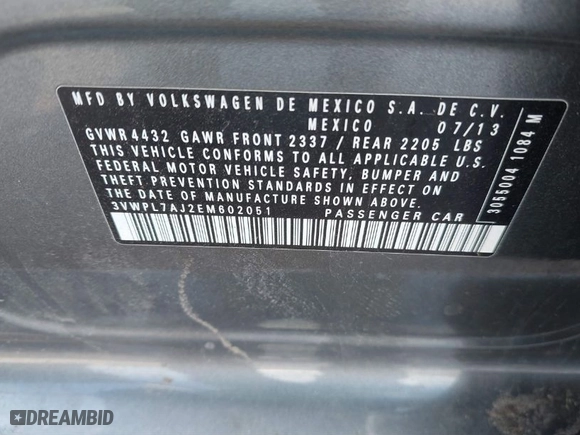 MFD BY VOLKSWAGEN DE MEXICO S.A. DE C.V.
MEXICO 07/13
GVWR 4432 GAWR FRONT 2337 / REAR 2205 LBS
THIS VEHICLE CONFORMS TO ALL APPLICABLE U.S.
FEDERAL MOTOR VEHICLE SAFETY, BUMPER AND
THEFT PREVENTION STANDARDS IN EFFECT ON
THE DATE OF MANUFACTURE SHOWN ABOVE.
3VWPL7AJ2EM602051 PASSENGER CAR
3055004 1084 M
DREAMBID